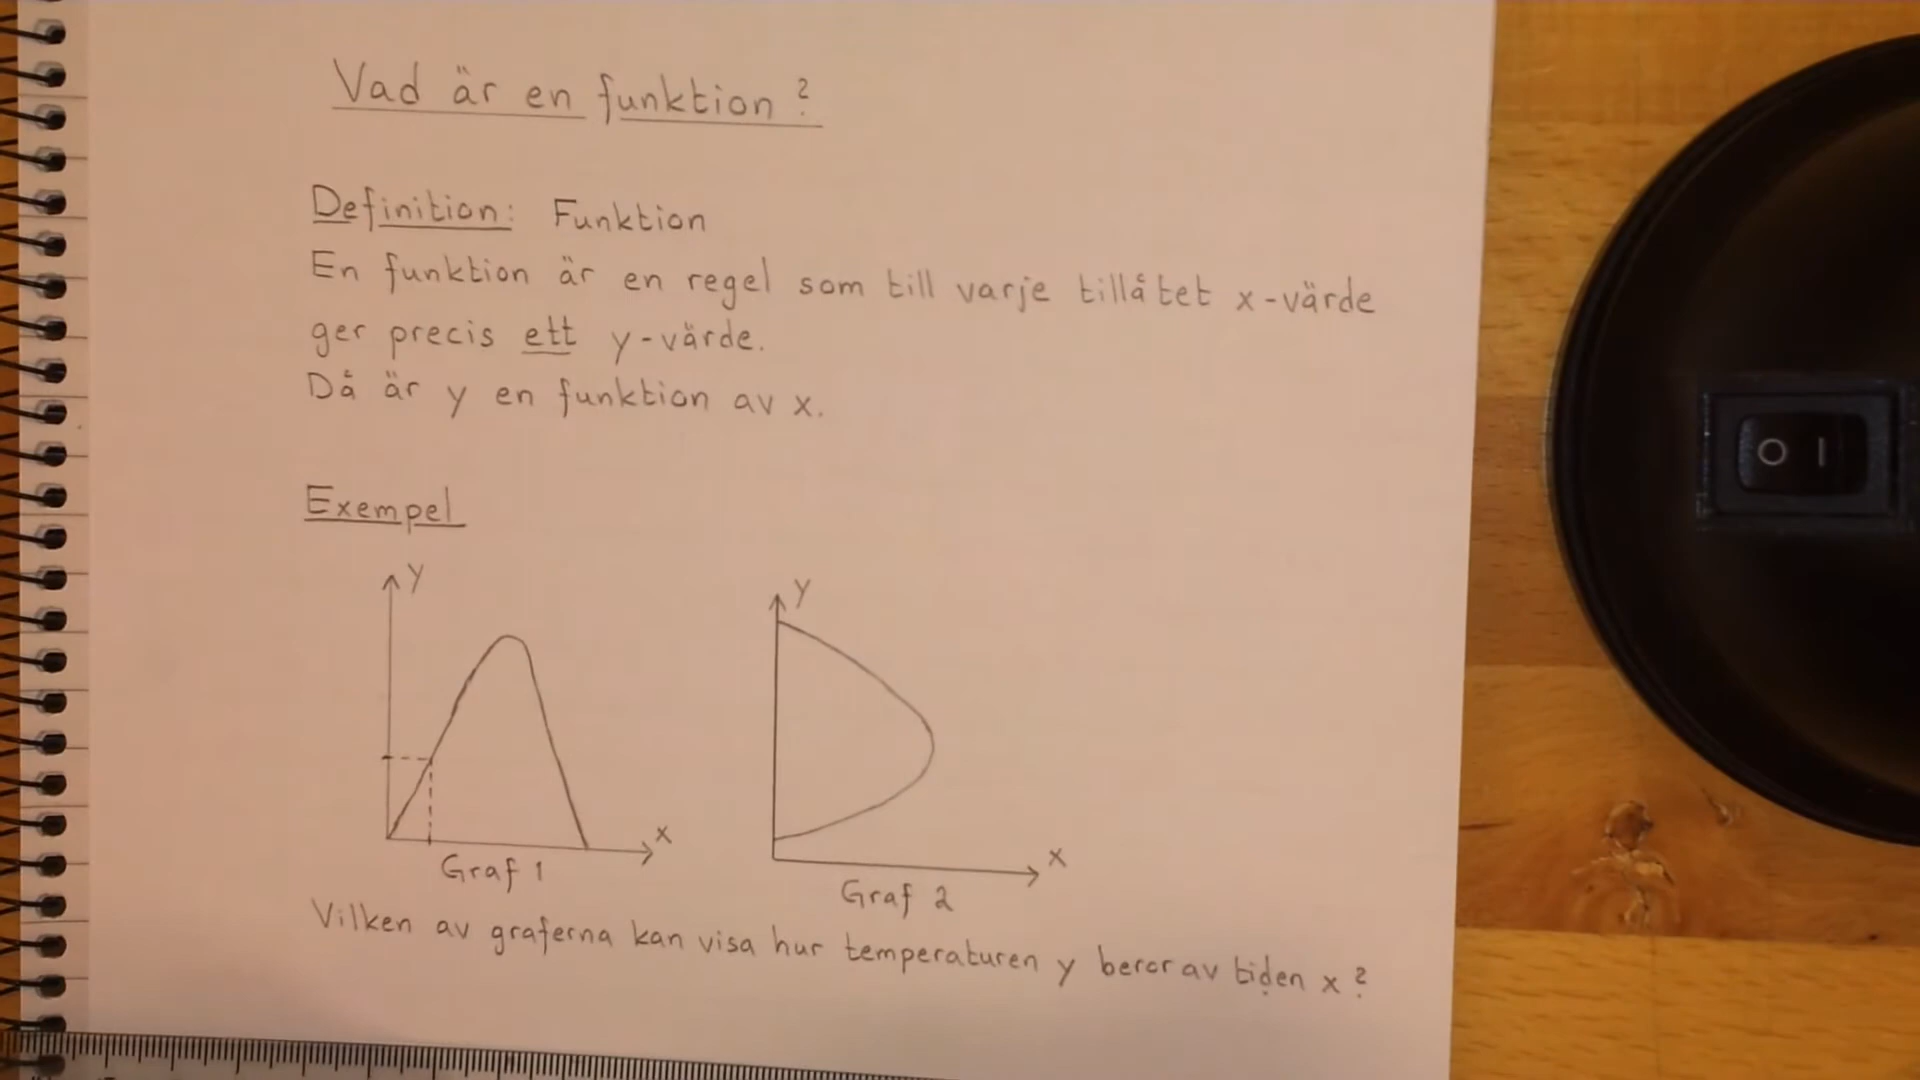 Vad är en funktion?
Definition: Funktion
En funktion är en regel som till varje tillåtet x-värde
ger precis ett y-värde.
Då är y en funktion av x.
Exempel
y
x
Graf 1
y
x
Graf 2
Vilken av graferna kan visa hur temperaturen y beror av tiden x?
O I